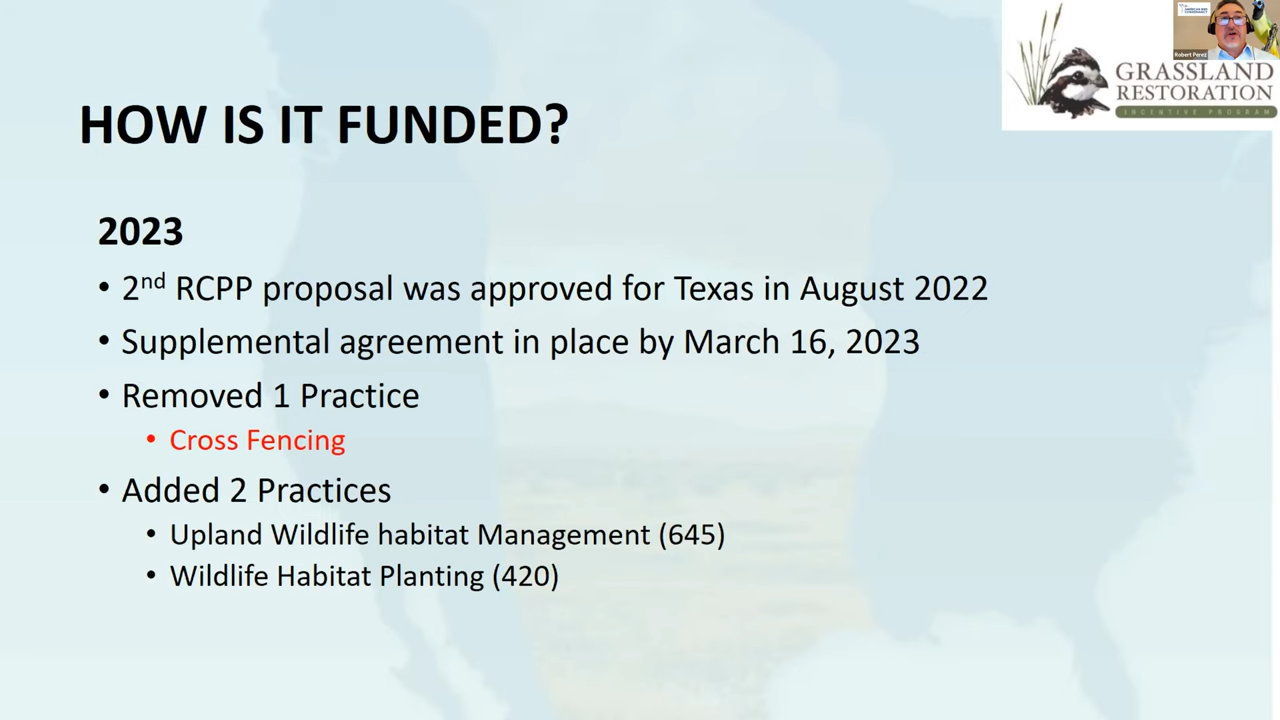 Robert Perez
GRASSLAND
RESTORATION
INCENTIVE PROGRAM
HOW IS IT FUNDED?
2023
• 2nd RCPP proposal was approved for Texas in August 2022
• Supplemental agreement in place by March 16, 2023
• Removed 1 Practice
• Cross Fencing
• Added 2 Practices
• Upland Wildlife habitat Management (645)
• Wildlife Habitat Planting (420)